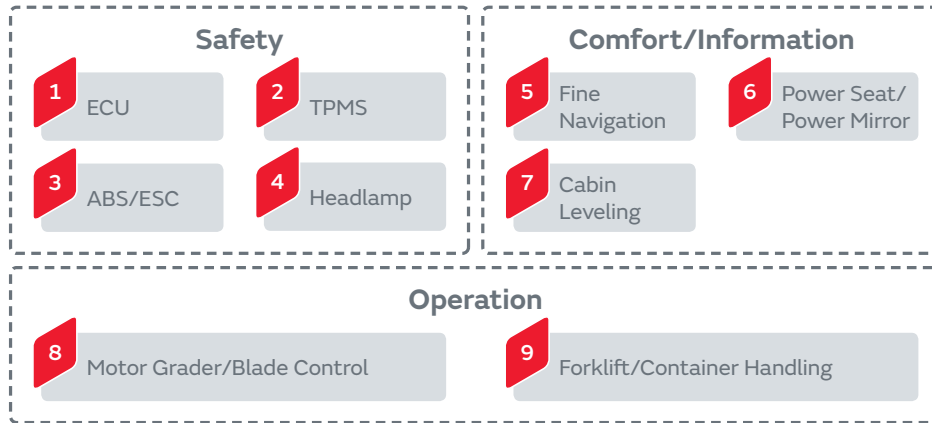 Safety
1
ECU
2
TPMS
3
ABS/ESC
4
Headlamp
Comfort/Information
5
Fine
Navigation
6
Power Seat/
Power Mirror
7
Cabin
Leveling
Operation
8
Motor Grader/Blade Control
9
Forklift/Container Handling